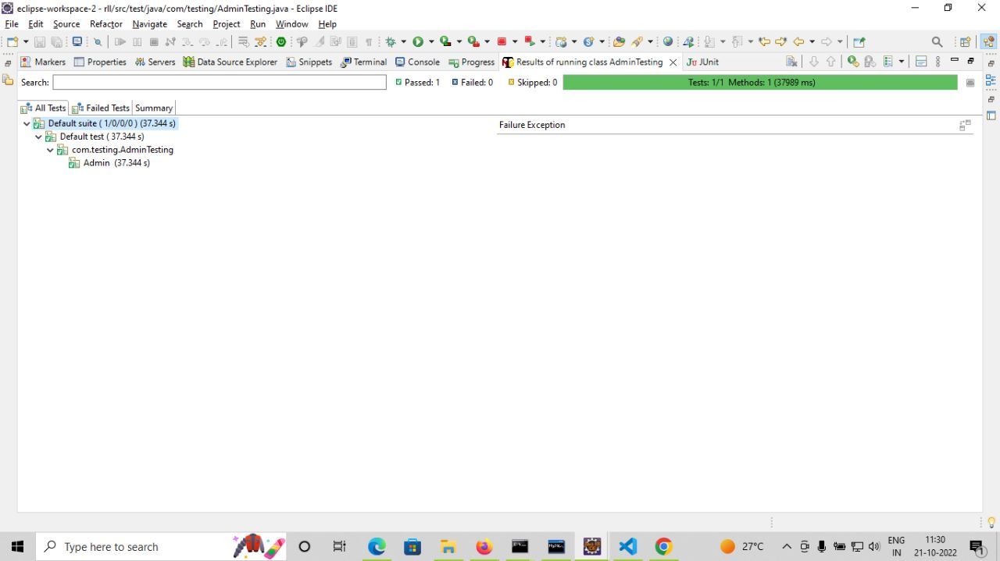 eclipse-workspace-2 - rll/src/test/java/com/testing/AdminTesting.java - Eclipse IDE
File Edit Source Refactor Navigate Search Project Run Window Help
Markers Properties Servers Data Source Explorer Snippets Terminal Console Progress Results of running class AdminTesting JUnit
Search: Passed: 1 Failed: 0 Skipped: 0 Tests: 1/1 Methods: 1 (37989 ms)
All Tests Failed Tests Summary
Default suite ( 1/0/0/0 ) (37.344 s) Failure Exception
Default test ( 37.344 s)
com.testing.AdminTesting
Admin (37.344 s)
Type here to search 27°C ENG IN 11:30 21-10-2022 1